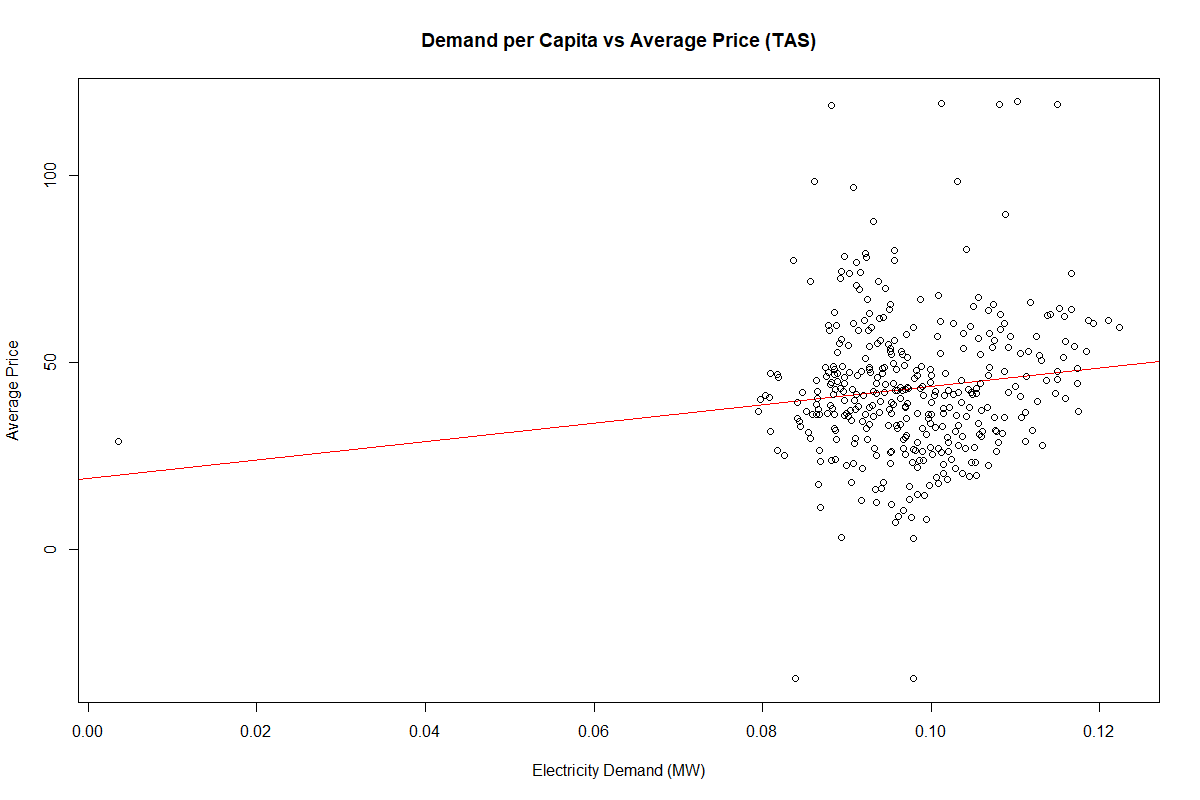 Demand per Capita vs Average Price (TAS)
Average Price
100
50
0
0.00 0.02 0.04 0.06 0.08 0.10 0.12
Electricity Demand (MW)